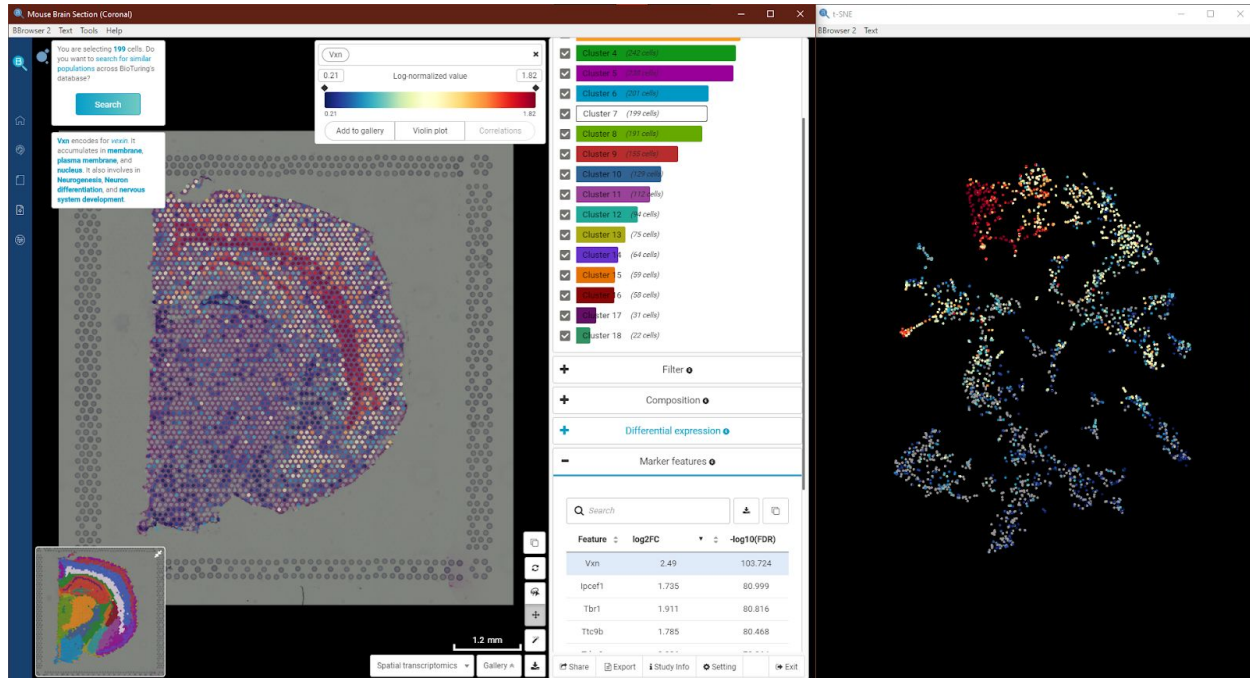 Mouse Brain Section (Coronal)
BBrowser 2 Text Tools Help
You are selecting 199 cells. Do
you want to search for similar
populations across BioTuring's
database?
Search
Vxn encodes for vexin. It
accumulates in membrane,
plasma membrane, and
nucleus. It also involves in
Neurogenesis, Neuron
differentiation, and nervous
system development.
Vxn
0.21 Log-normalized value 1.82
0.21 1.82
Add to gallery Violin plot Correlations
1.2 mm
Spatial transcriptomics Gallery
Cluster 4 (242 cells)
Cluster 5
Cluster 6 (201 cells)
Cluster 7 (199 cells)
Cluster 8 (191 cells)
Cluster 9 (155 cells)
Cluster 10 (129 cells)
Cluster 11 (112 cells)
Cluster 12 (94 cells)
Cluster 13 (75 cells)
Cluster 14 (64 cells)
Cluster 15 (59 cells)
Cluster 16 (58 cells)
Cluster 17 (31 cells)
Cluster 18 (22 cells)
Filter
Composition
Differential expression
Marker features
Search
Feature log2FC -log10(FDR)
Vxn 2.49 103.724
Ipcef1 1.735 80.999
Tbr1 1.911 80.816
Ttc9b 1.785 80.468
Share Export Study Info Setting Exit
t-SNE
BBrowser 2 Text